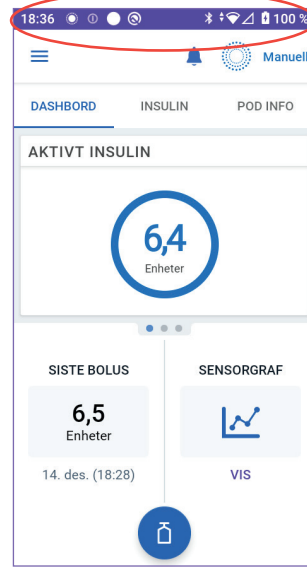 18:36 100 %
Manuell
DASHBORD INSULIN POD INFO
AKTIVT INSULIN
6,4
Enheter
SISTE BOLUS SENSORGRAF
6,5
Enheter
14. des. (18:28) VIS